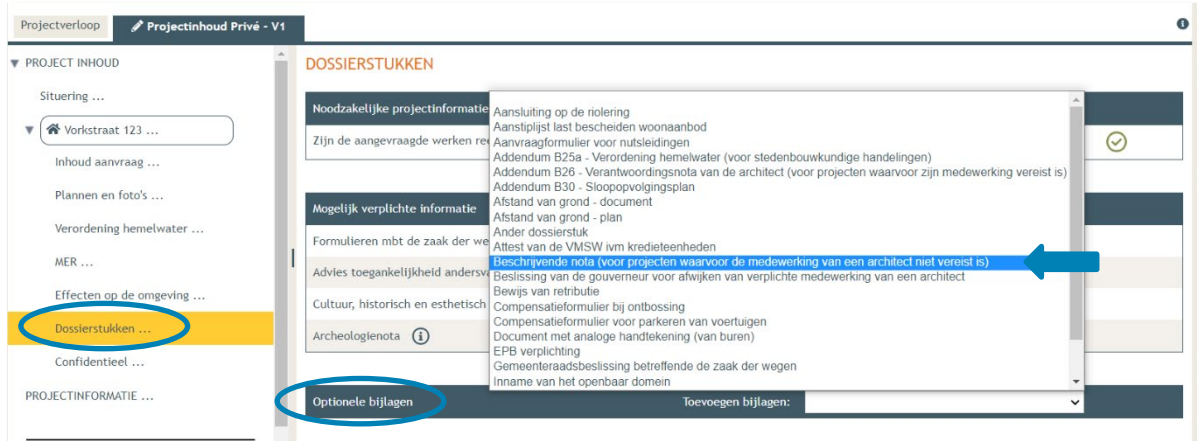 Projectverloop
Projectinhoud Privé - V1
PROJECT INHOUD
Situering ...
Vorkstraat 123 ...
Inhoud aanvraag ...
Plannen en foto's ...
Verordening hemelwater ...
MER ...
Effecten op de omgeving ...
Dossierstukken ...
Confidentieel ...
PROJECTINFORMATIE ...
DOSSIERSTUKKEN
Noodzakelijke projectinformatie
Zijn de aangevraagde werken
Mogelijk verplichte informatie
Formulieren mbt de zaak der
Advies toegankelijkheid
Cultuur, historisch en esthetisch
Archeologienota
Aansluiting op de riolering
Aanstiplijst last bescheiden woonaanbod
Aanvraagformulier voor nutsleidingen
Addendum B25a - Verordening hemelwater (voor stedenbouwkundige handelingen)
Addendum B26 - Verantwoordingsnota van de architect (voor projecten waarvoor zijn medewerking vereist is)
Addendum B30 - Sloopopvolgingsplan
Afstand van grond - document
Afstand van grond - plan
Ander dossierstuk
Attest van de VMSW ivm kredieteenheden
Beschrijvende nota (voor projecten waarvoor de medewerking van een architect niet vereist is)
Beslissing van de gouverneur voor afwijken van verplichte medewerking van een architect
Bewijs van retributie
Compensatieformulier bij ontbossing
Compensatieformulier voor parkeren van voertuigen
Document met analoge handtekening (van buren)
EPB verplichting
Gemeenteraadsbeslissing betreffende de zaak der wegen
Inname van het openbaar domein
Optionele bijlagen
Toevoegen bijlagen: